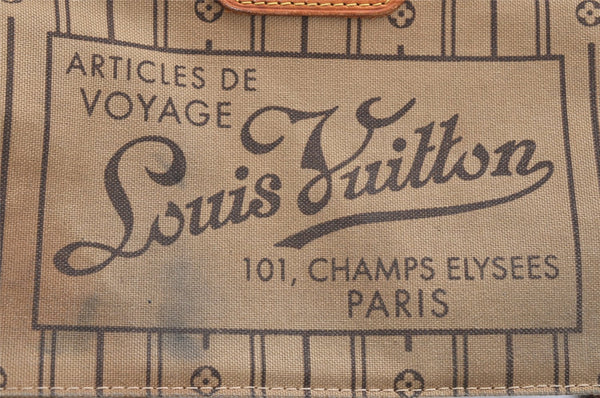 ARTICLES DE
VOYAGE
Louis Vuitton
101, CHAMPS ELYSEES
PARIS